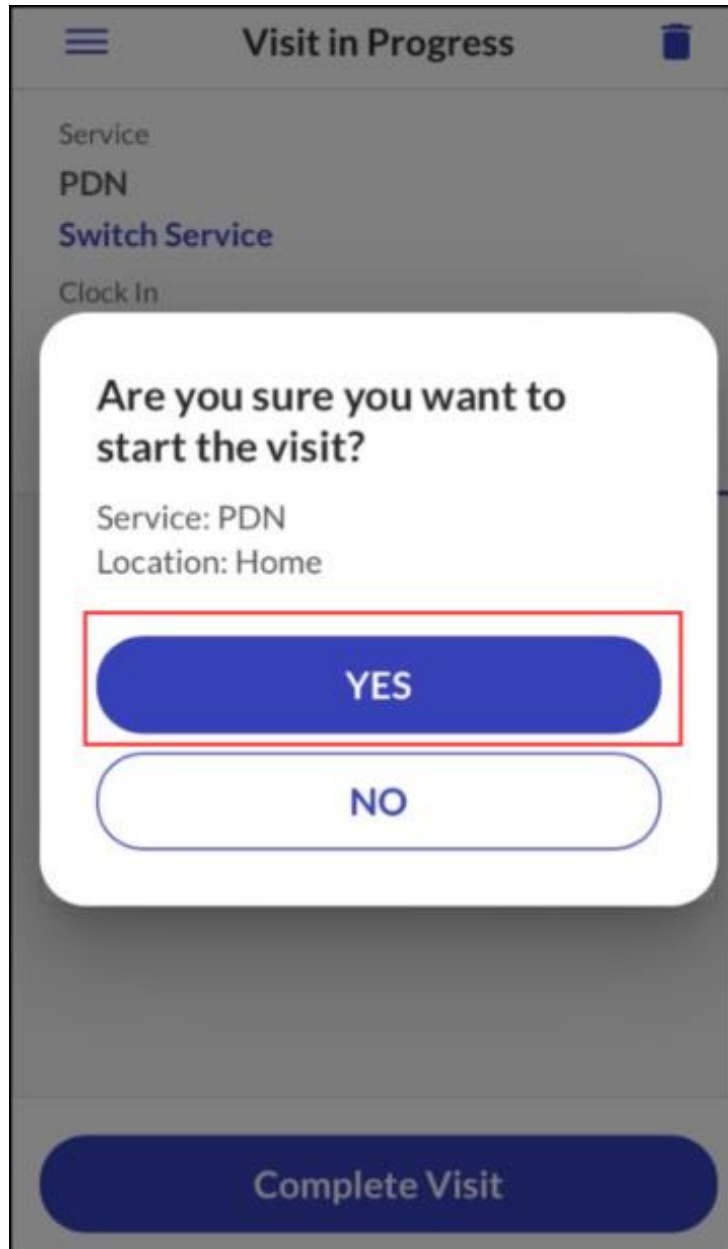 Visit in Progress
Service
PDN
Switch Service
Clock In
Are you sure you want to
start the visit?
Service: PDN
Location: Home
YES
NO
Complete Visit